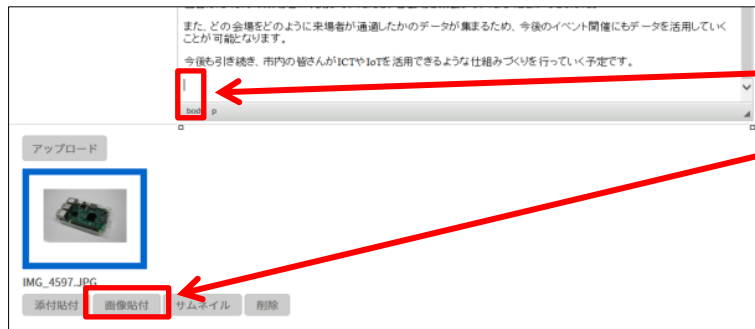 また、どの会場をどのように来場者が通過したかのデータが集まるため、今後のイベント開催にもデータを活用していく
ことが可能となります。
今後も引き続き、市内の皆さんがICTやIoTを活用できるような仕組みづくりを行っていく予定です。
body p
アップロード
IMG_4597.JPG
添付貼付 画像貼付 サムネイル 削除